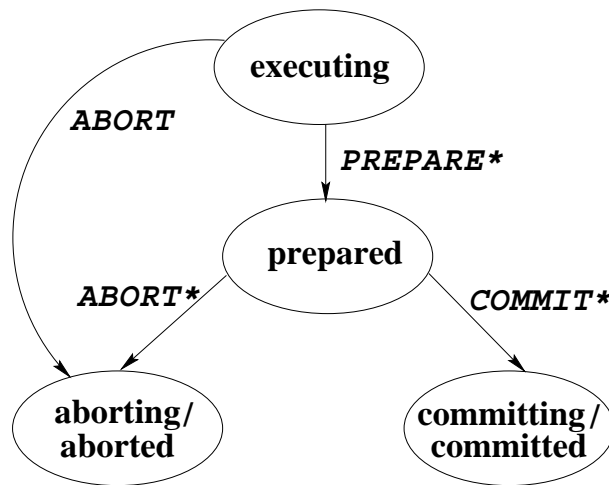 executing
ABORT
PREPARE*
prepared
ABORT*
COMMIT*
aborting/
aborted
committing/
committed